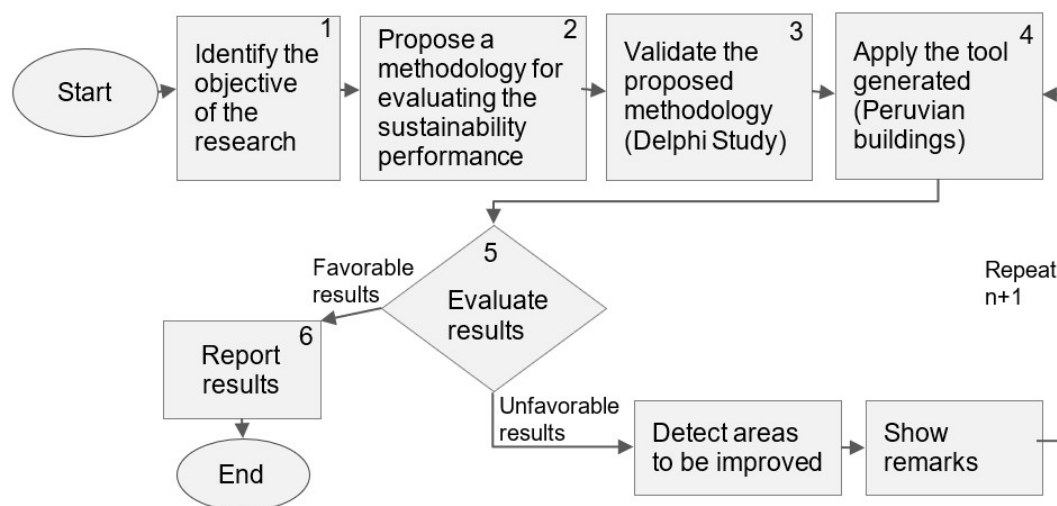 Start
1
Identify the
objective
of the
research
2
Propose a
methodology for
evaluating the
sustainability
performance
3
Validate the
proposed
methodology
(Delphi Study)
4
Apply the tool
generated
(Peruvian
buildings)
5
Evaluate
results
Favorable
results
6
Report
results
End
Unfavorable
results
Detect areas
to be improved
Show
remarks
Repeat
n+1